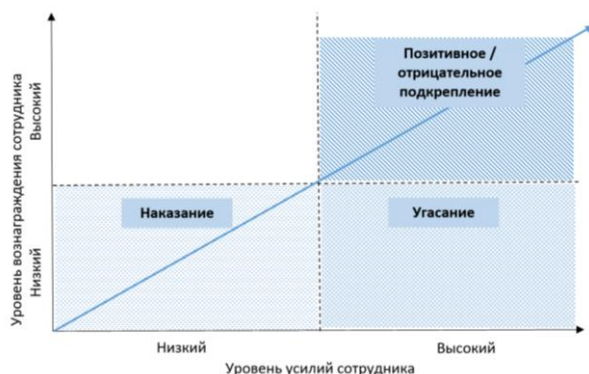 Позитивное /
отрицательное
подкрепление
Наказание
Угасание
Уровень вознаграждения сотрудника
Низкий
Высокий
Низкий
Высокий
Уровень усилий сотрудника